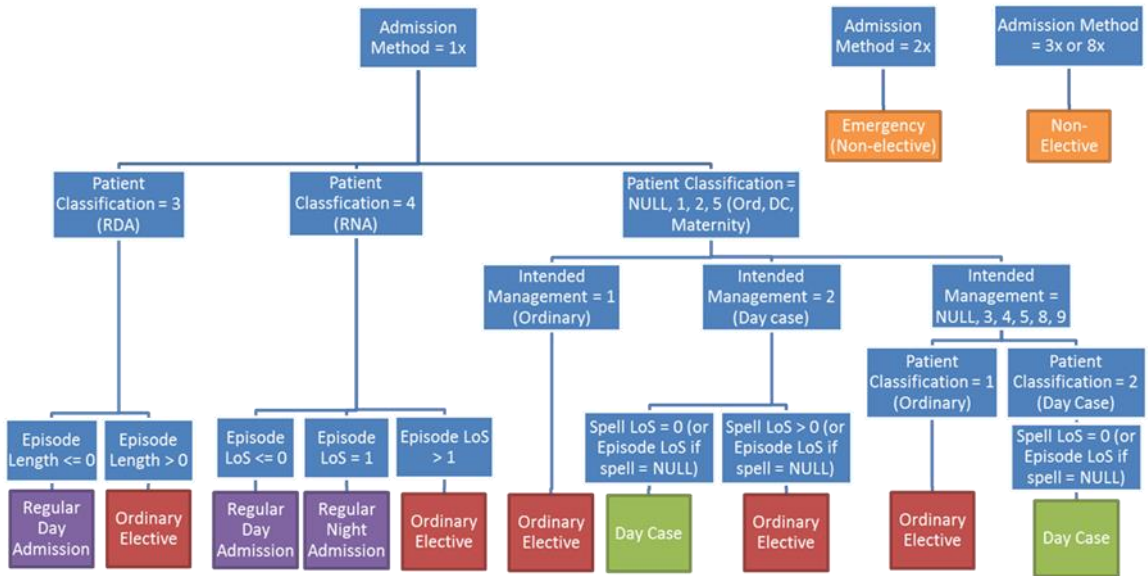 Admission
Method = 1x
Admission
Method = 2x
Admission Method
= 3x or 8x
Emergency
(Non-elective)
Non-
Elective
Patient
Classification = 3
(RDA)
Patient
Classfication = 4
(RNA)
Patient Classification =
NULL, 1, 2, 5 (Ord, DC,
Maternity)
Intended
Management = 1
(Ordinary)
Intended
Management = 2
(Day case)
Intended
Management =
NULL, 3, 4, 5, 8, 9
Patient
Classification = 1
(Ordinary)
Patient
Classification = 2
(Day Case)
Episode
Length <= 0
Episode
Length > 0
Episode
LoS <= 0
Episode
LoS = 1
Episode LoS
> 1
Spell LoS = 0 (or
Episode LoS if
spell = NULL)
Spell LoS > 0 (or
Episode LoS if
spell = NULL)
Spell LoS = 0 (or
Episode LoS if
spell = NULL)
Regular
Day
Admission
Ordinary
Elective
Regular
Day
Admission
Regular
Night
Admission
Ordinary
Elective
Ordinary
Elective
Day Case
Ordinary
Elective
Ordinary
Elective
Day Case